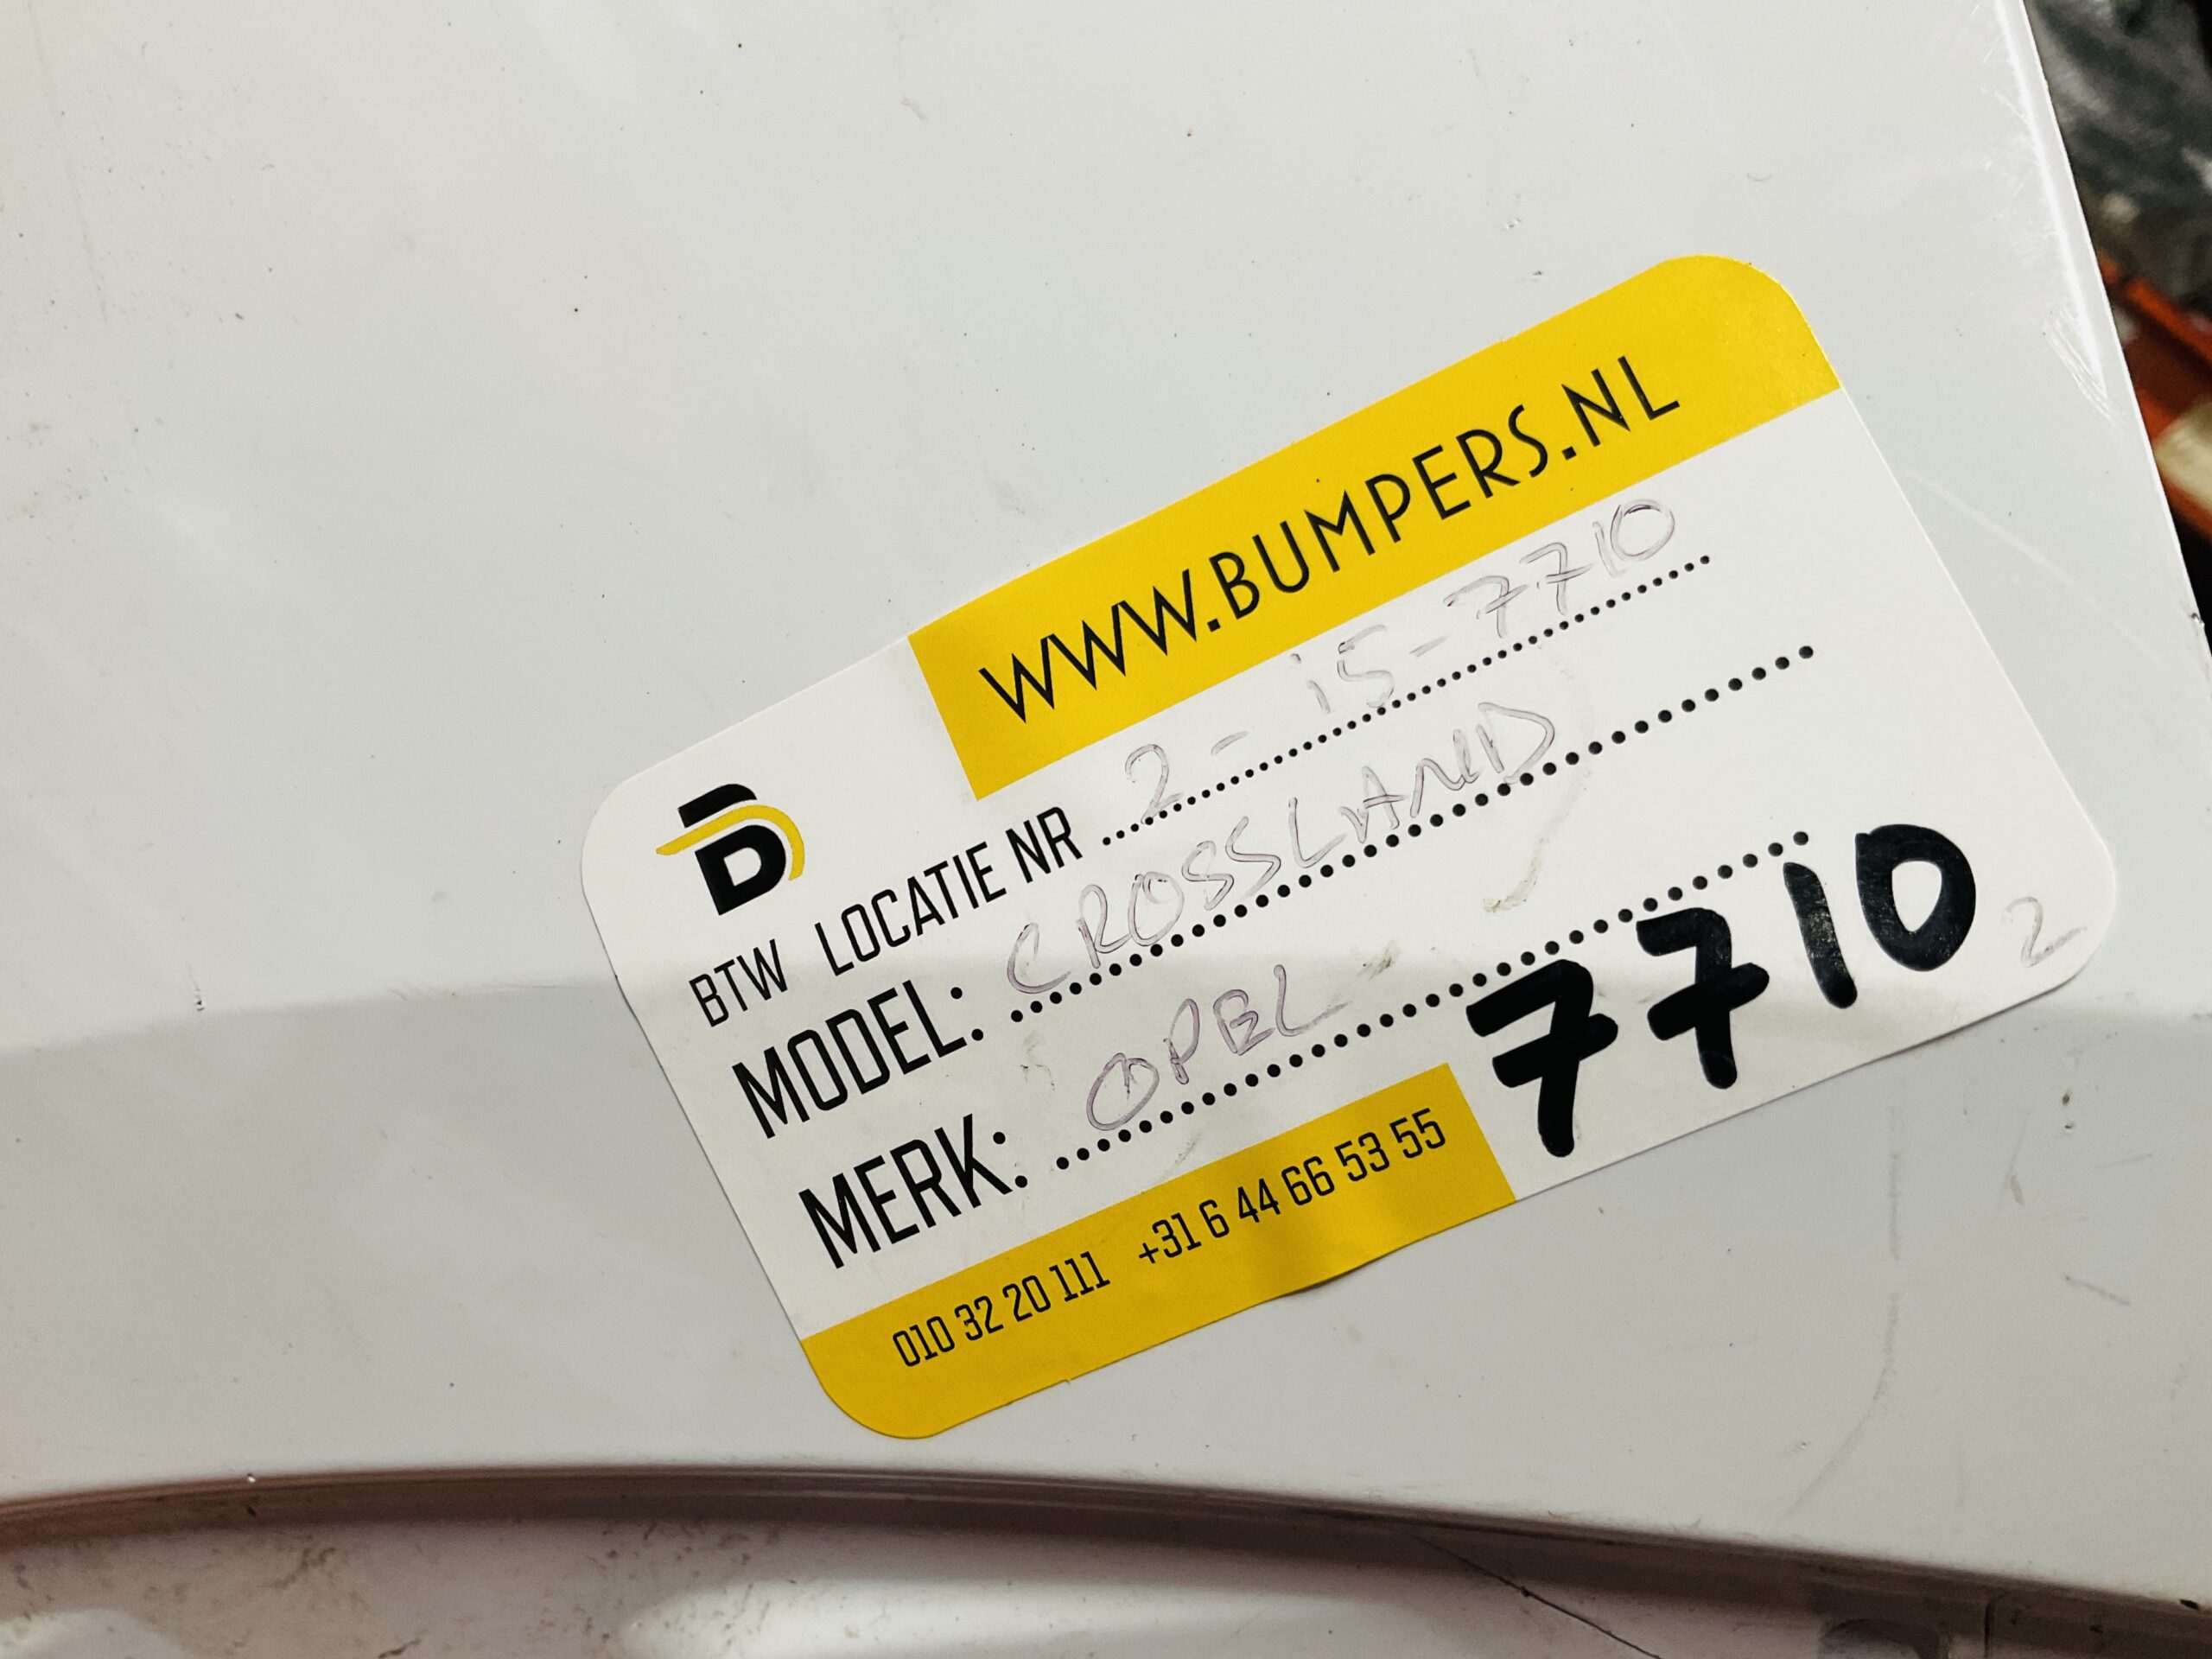 WWW.BUMPERS.NL
B
BTW LOCATIE NR 2-15-7710
MODEL: CROSSLAND
MERK: OPEL
7710
2
010 32 20 111 +31 6 44 66 53 55